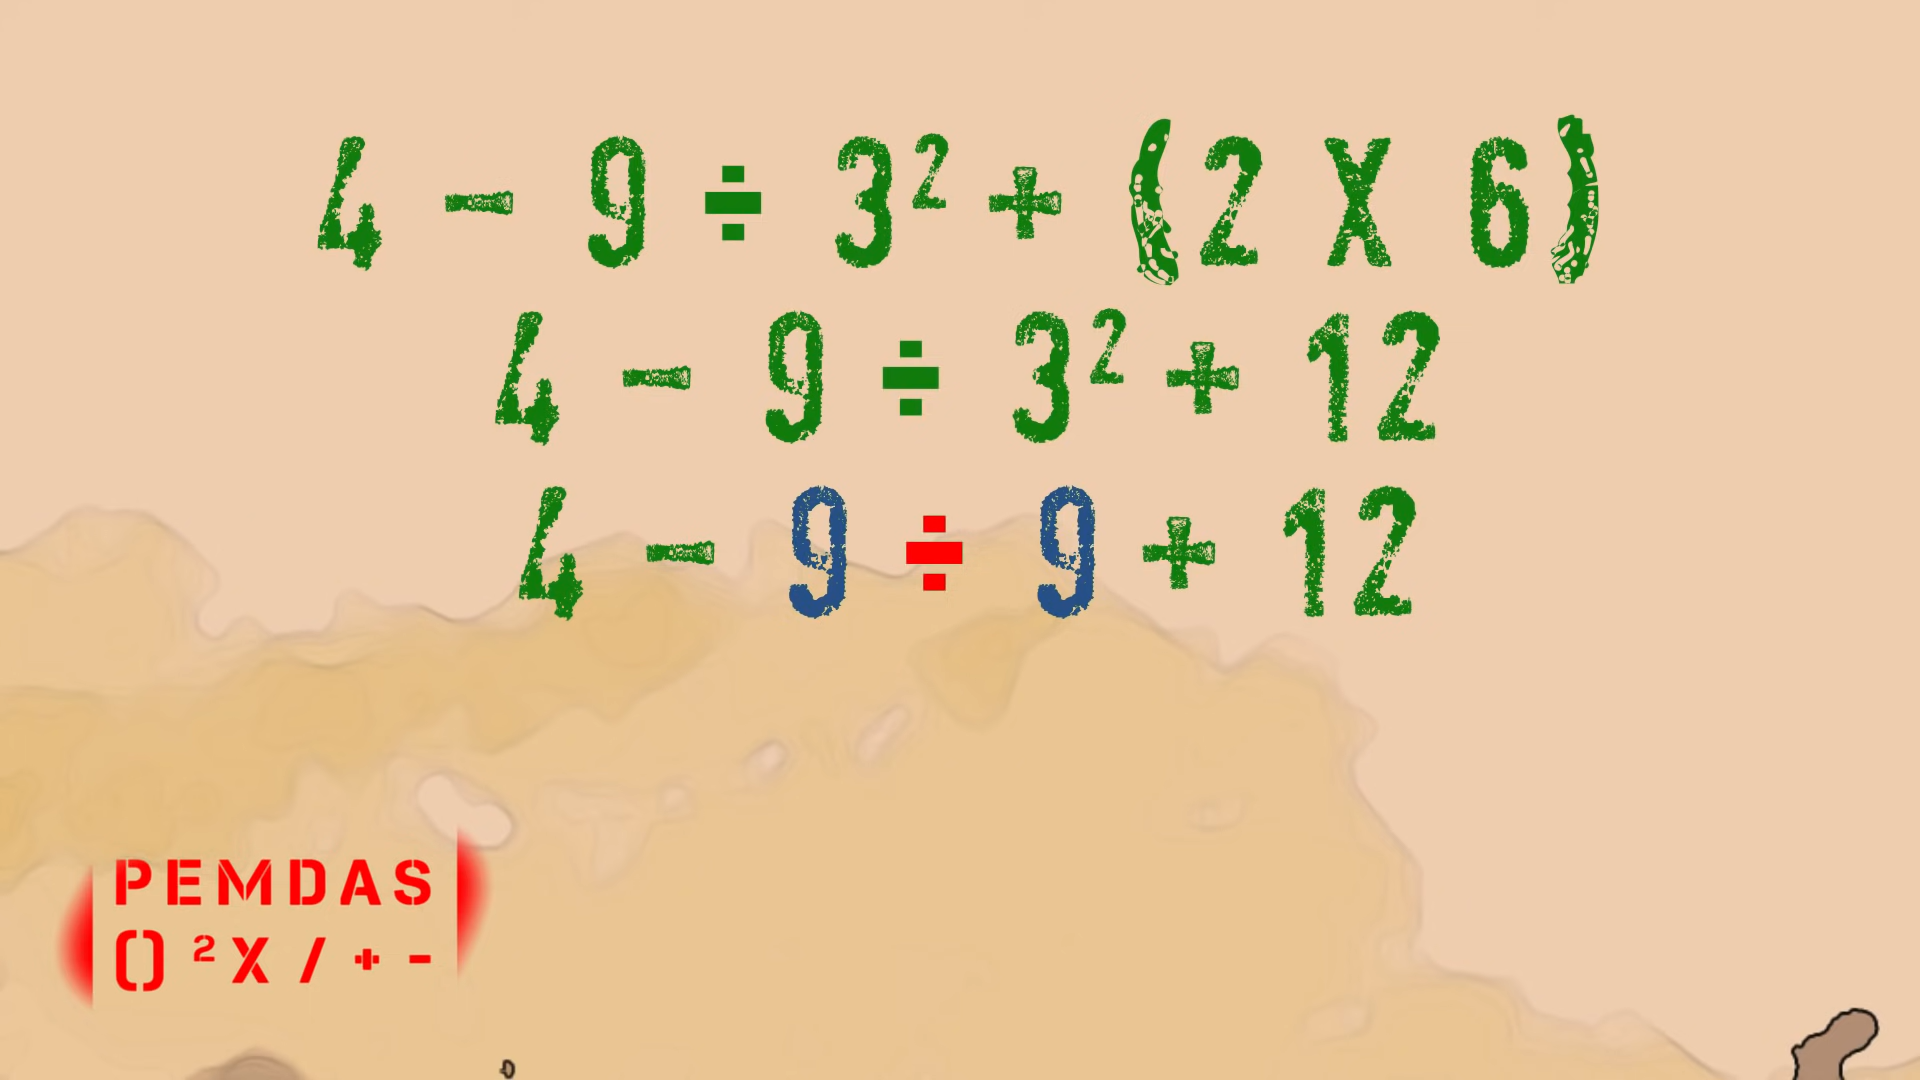 4 - 9 ÷ 3² + (2 X 6)
4 - 9 ÷ 3² + 12
4 - 9 ÷ 9 + 12
PEMDAS
() ² X / + -